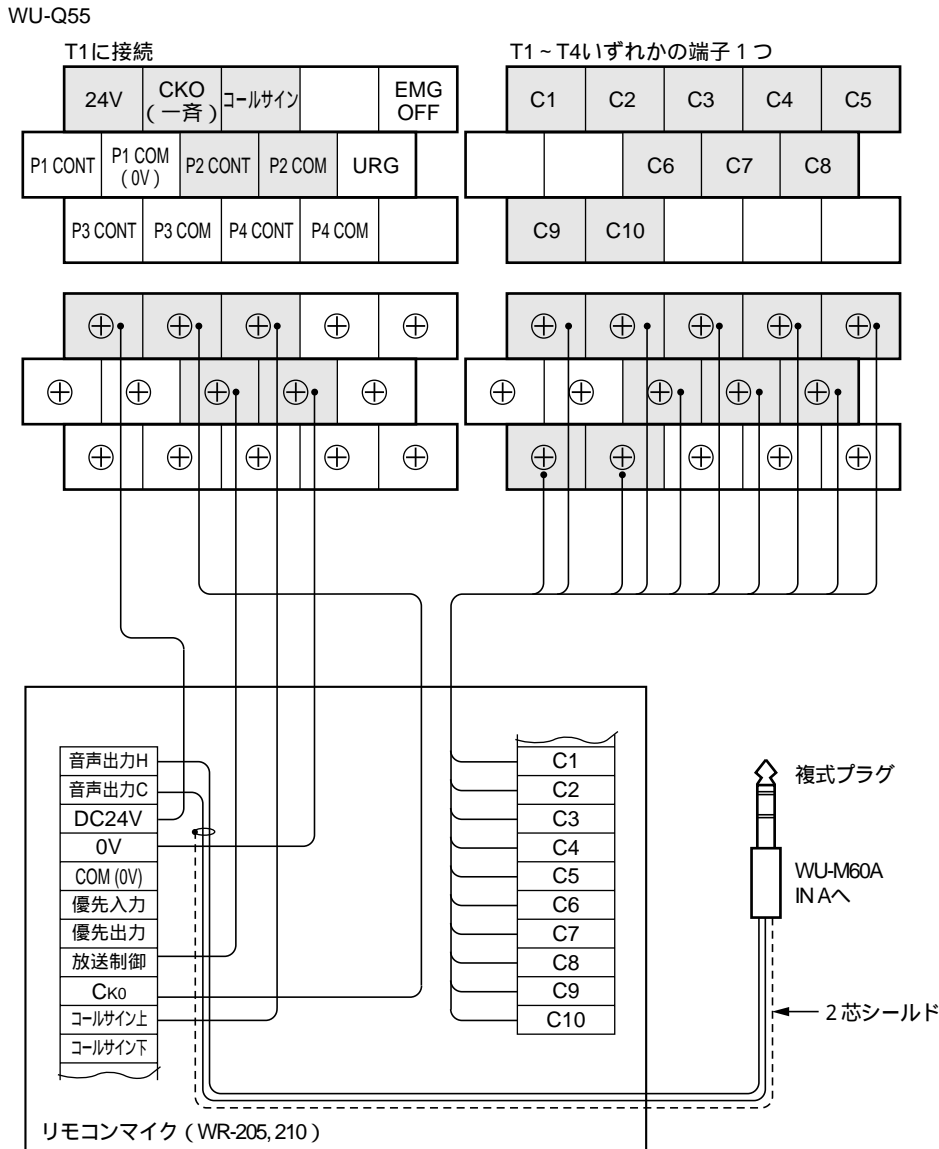 WU-Q55
T1に接続
24V
CKO
(一斉)
コールサイン
EMG
OFF
P1 CONT
P1 COM
(0V)
P2 CONT
P2 COM
URG
P3 CONT
P3 COM
P4 CONT
P4 COM
T1~T4いずれかの端子1つ
C1
C2
C3
C4
C5
C6
C7
C8
C9
C10
音声出力H
音声出力C
DC24V
0V
COM (0V)
優先入力
優先出力
放送制御
CK0
コールサイン上
コールサイン下
C1
C2
C3
C4
C5
C6
C7
C8
C9
C10
複式プラグ
WU-M60A
IN Aへ
2芯シールド
リモコンマイク(WR-205, 210)